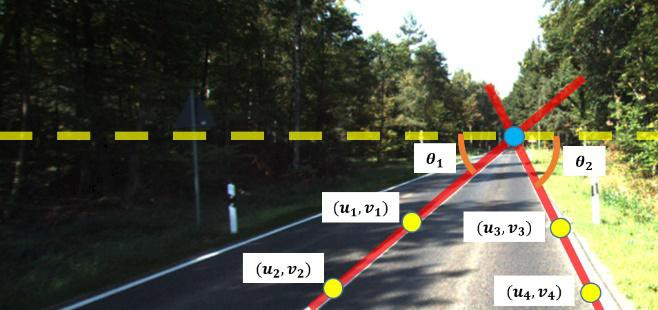 θ₁
θ₂
(u₁, v₁)
(u₃, v₃)
(u₂, v₂)
(u₄, v₄)